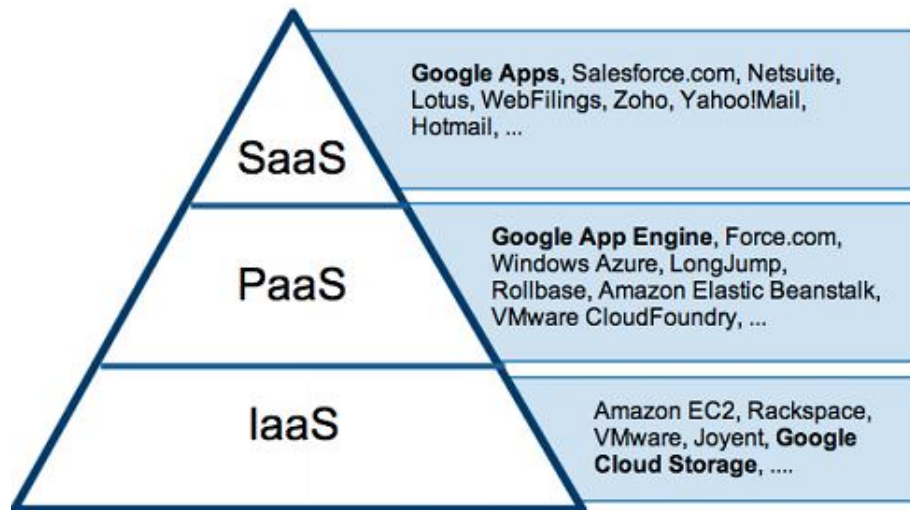 SaaS
Google Apps, Salesforce.com, Netsuite,
Lotus, WebFilings, Zoho, Yahoo!Mail,
Hotmail, ...
PaaS
Google App Engine, Force.com,
Windows Azure, LongJump,
Rollbase, Amazon Elastic Beanstalk,
VMware CloudFoundry, ...
IaaS
Amazon EC2, Rackspace,
VMware, Joyent, Google
Cloud Storage, ....